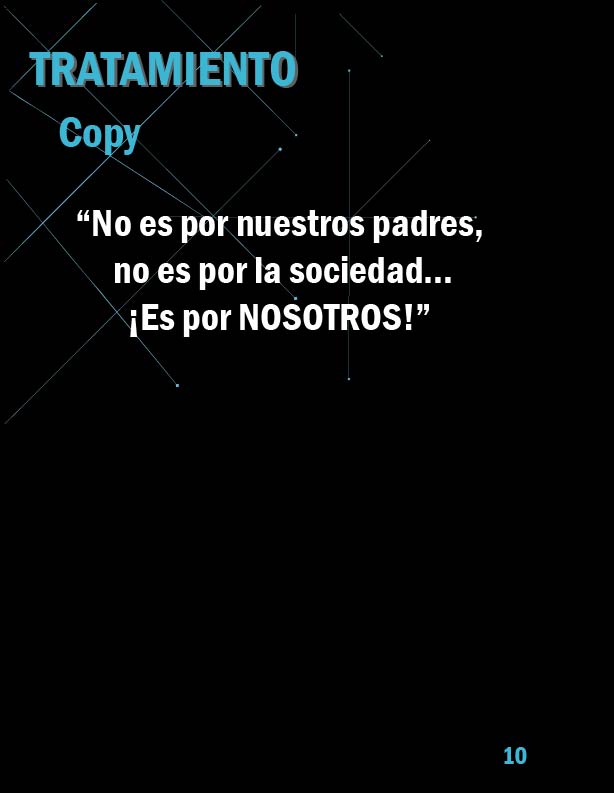 TRATAMIENTO
Copy
“No es por nuestros padres,
no es por la sociedad...
¡Es por NOSOTROS!”
10